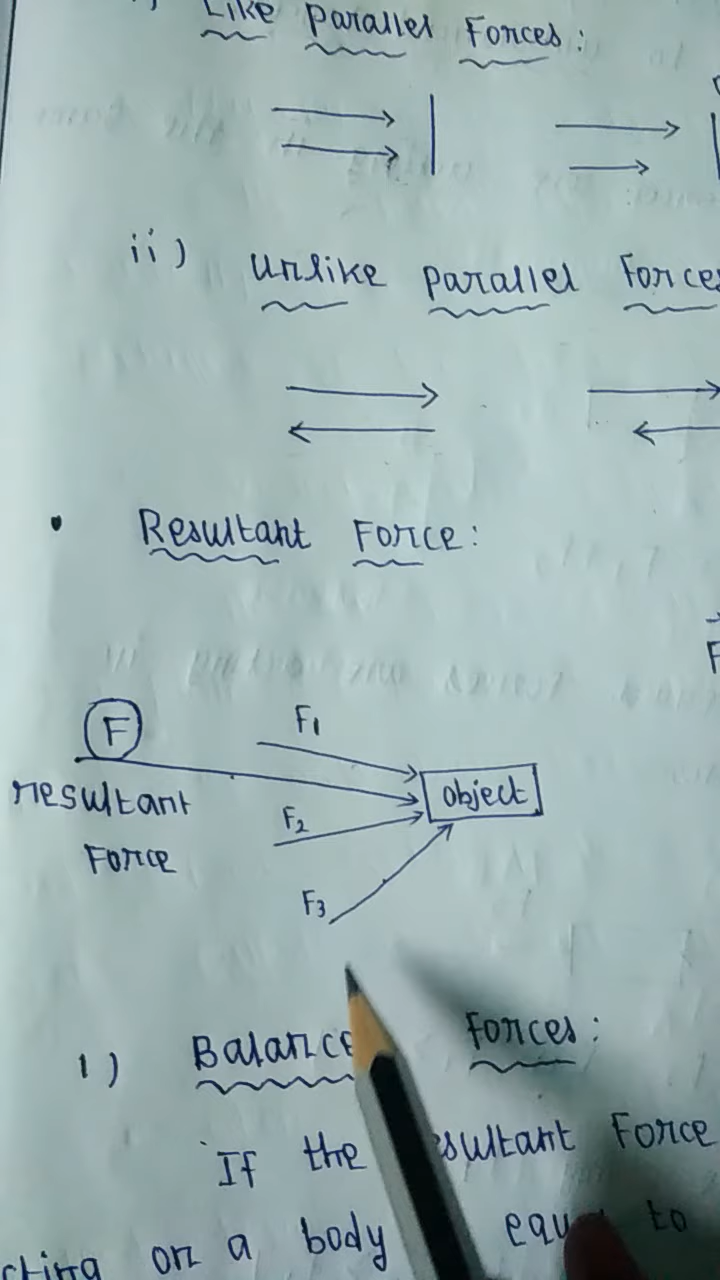 Like Parallel Forces:
ii) Unlike Parallel Forces
Resultant Force:
F
F1
object
resultant
F2
Force
F3
1) Balance Forces:
If the Force
on a body to